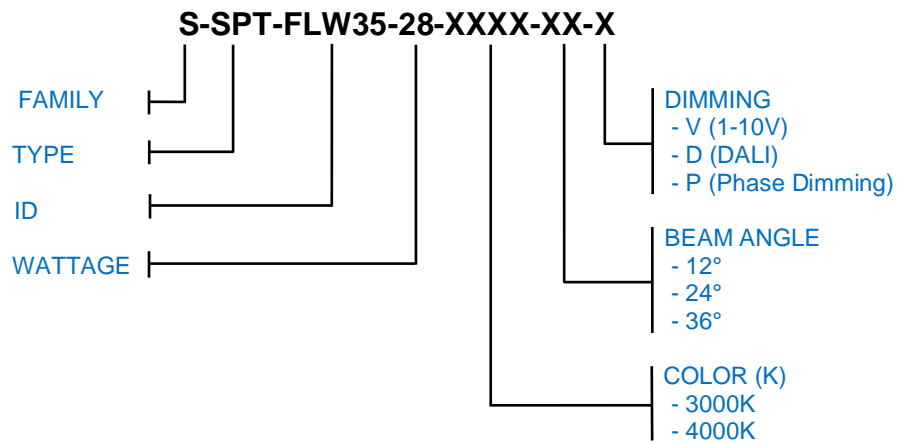 S-SPT-FLW35-28-XXXX-XX-X
FAMILY
TYPE
ID
WATTAGE
DIMMING
- V (1-10V)
- D (DALI)
- P (Phase Dimming)
BEAM ANGLE
- 12°
- 24°
- 36°
COLOR (K)
- 3000K
- 4000K